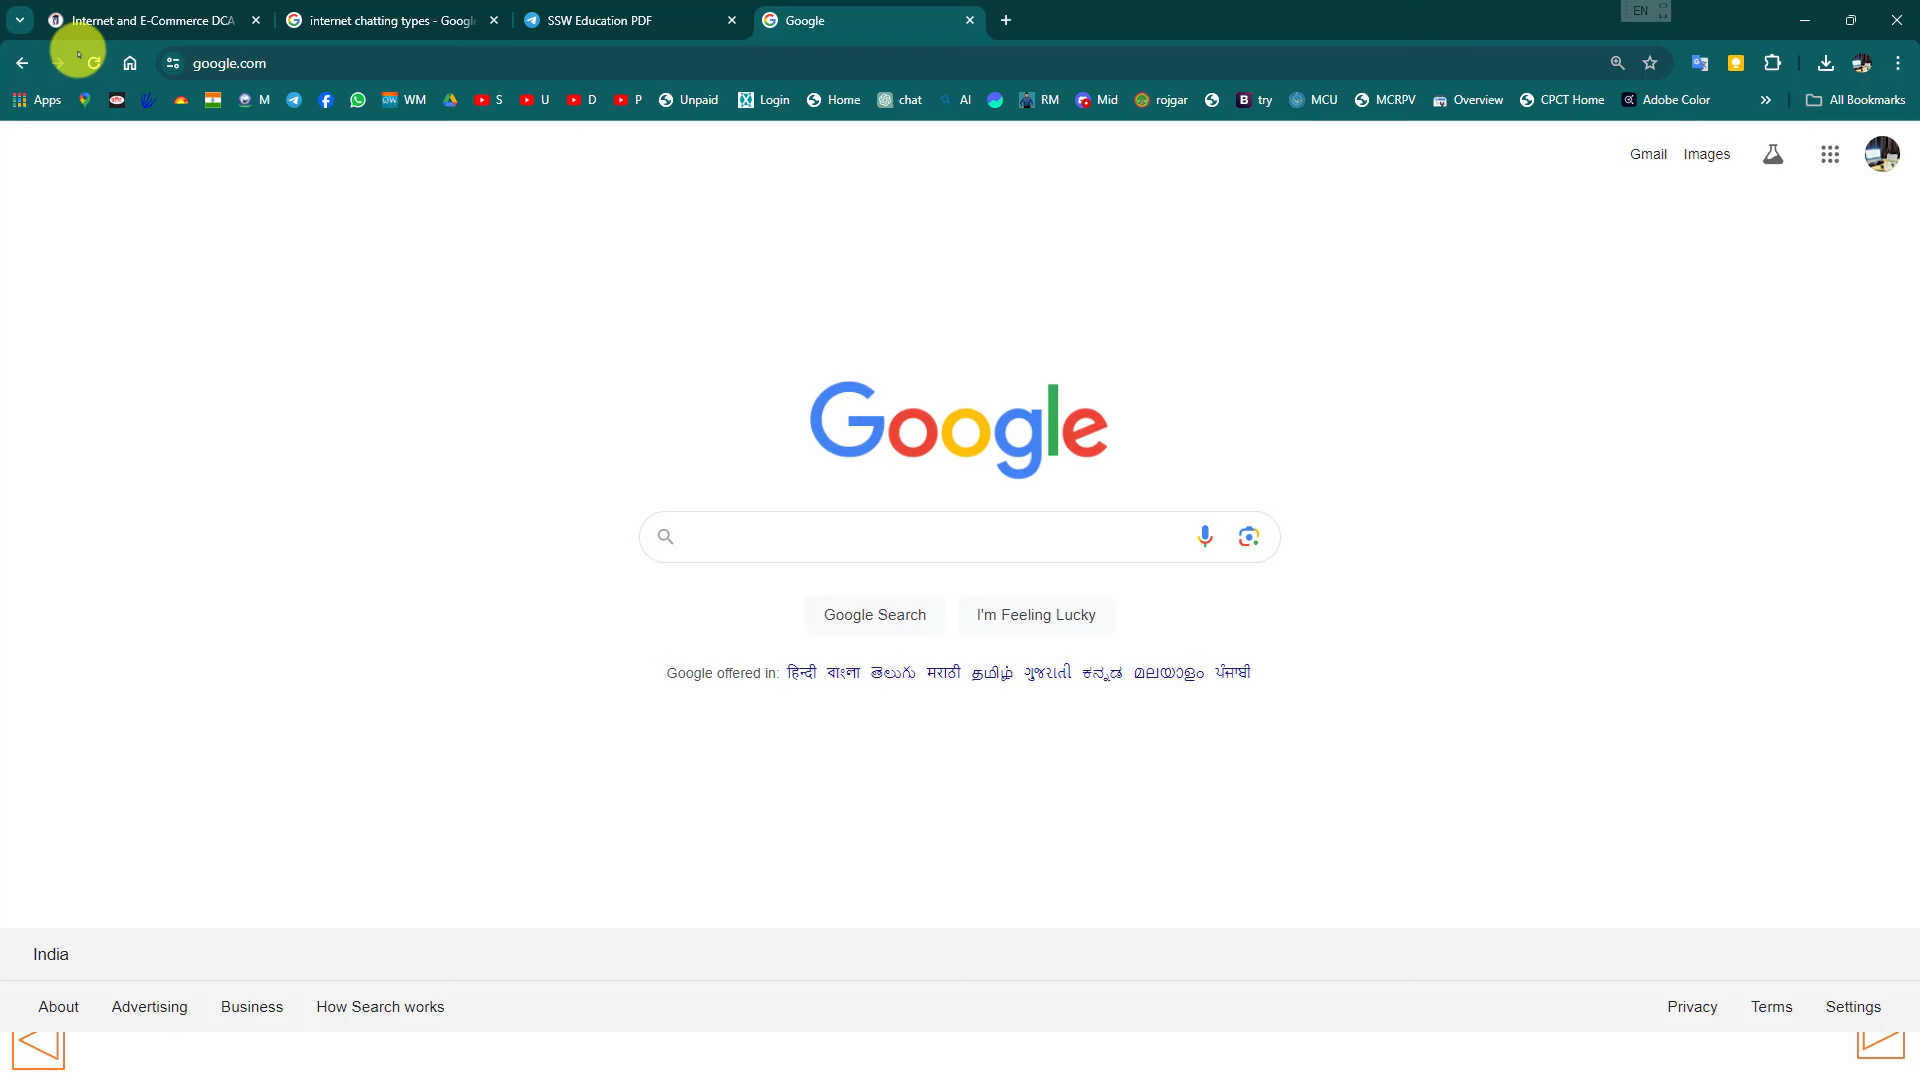 Internet and E-Commerce DCA
internet chatting types - Google
SSW Education PDF
Google
EN
google.com
Apps M WM S U D P Unpaid Login Home chat AI RM Mid rojgar try MCU MCRPV Overview CPCT Home Adobe Color All Bookmarks
Gmail Images
Google
Google Search I'm Feeling Lucky
Google offered in: हिन्दी বাংলা తెలుగు मराठी தமிழ் ગુજરાતી ಕನ್ನಡ മലയാളം ਪੰਜਾਬੀ
India
About Advertising Business How Search works Privacy Terms Settings